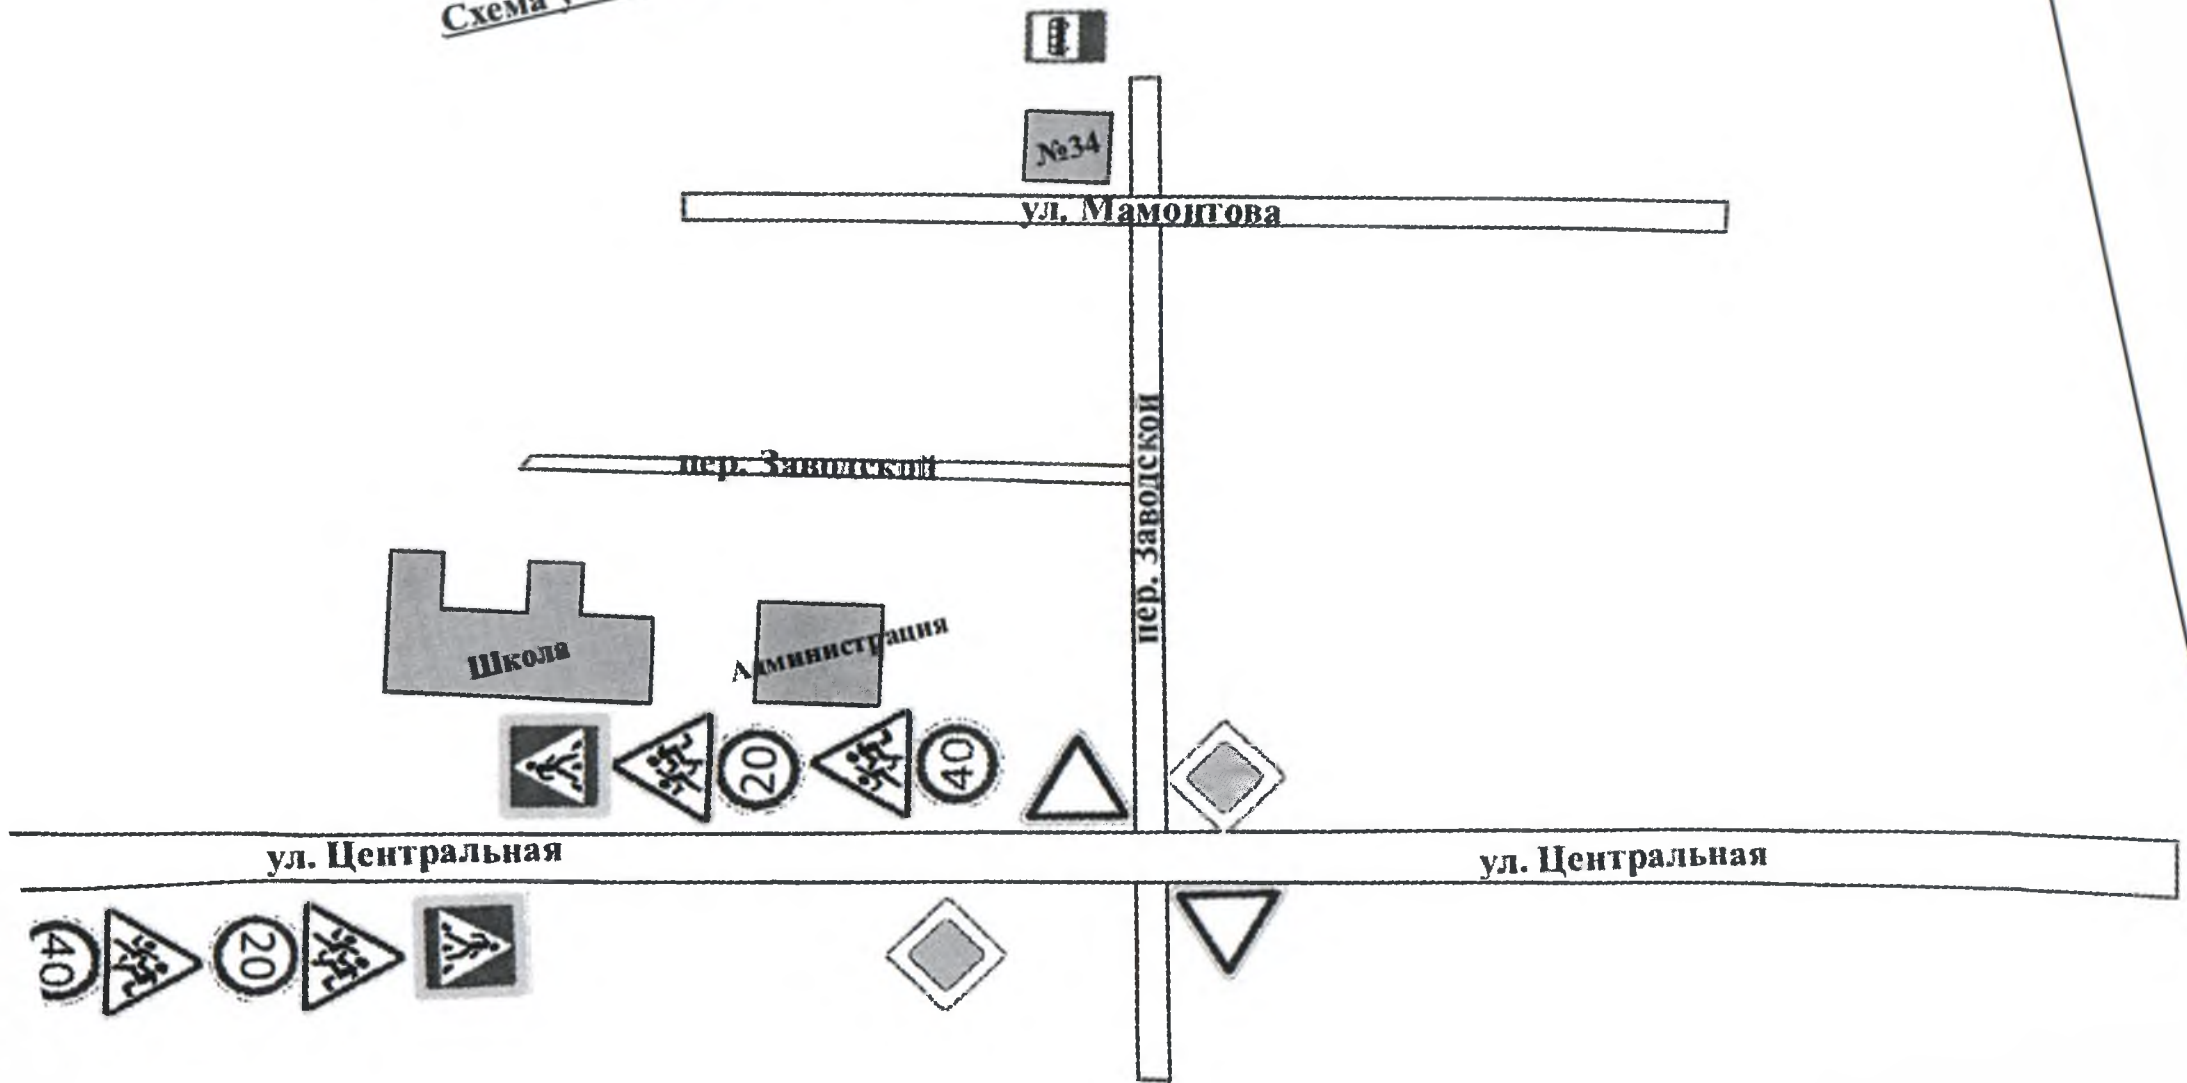 Схема
№34
ул. Мамонтова
пер. Заводской
пер. Заводской
Школа
Администрация
20
40
ул. Центральная
ул. Центральная
40
20